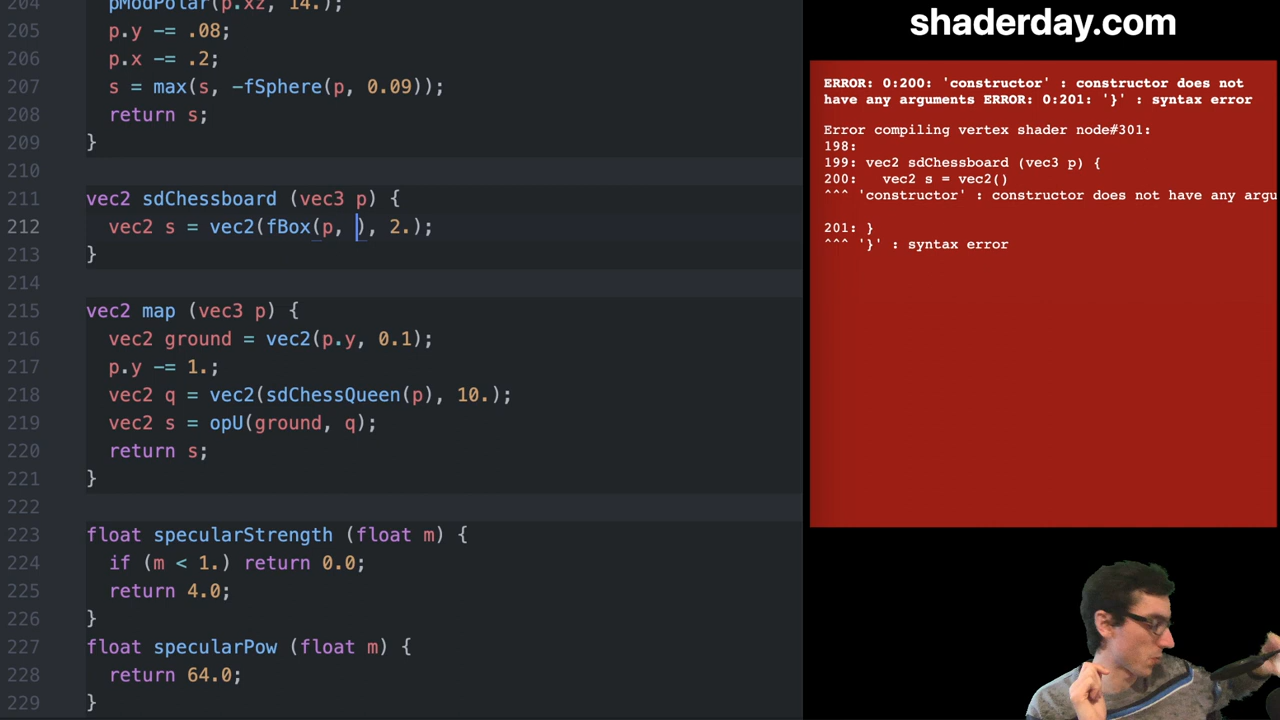 204 pModPolar(p.xz, 14.);
205 p.y -= .08;
206 p.x -= .2;
207 s = max(s, -fSphere(p, 0.09));
208 return s;
209 }
210
211 vec2 sdChessboard (vec3 p) {
212 vec2 s = vec2(fBox(p, ), 2.);
213 }
214
215 vec2 map (vec3 p) {
216 vec2 ground = vec2(p.y, 0.1);
217 p.y -= 1.;
218 vec2 q = vec2(sdChessQueen(p), 10.);
219 vec2 s = opU(ground, q);
220 return s;
221 }
222
223 float specularStrength (float m) {
224 if (m < 1.) return 0.0;
225 return 4.0;
226 }
227 float specularPow (float m) {
228 return 64.0;
229 }
shaderday.com
ERROR: 0:200: 'constructor' : constructor does not
have any arguments ERROR: 0:201: '}' : syntax error
Error compiling vertex shader node#301:
198:
199: vec2 sdChessboard (vec3 p) {
200: vec2 s = vec2()
^^^ 'constructor' : constructor does not have any argu
201: }
^^^ '}' : syntax error